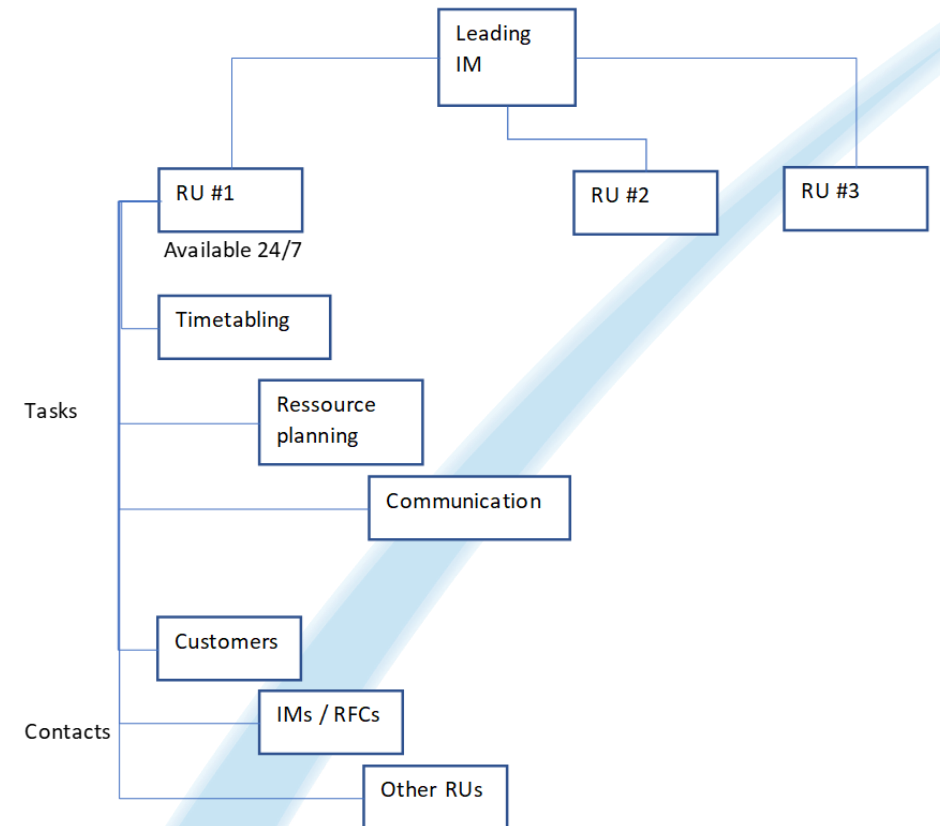 Leading
IM
RU #1
RU #2
RU #3
Available 24/7
Timetabling
Tasks
Ressource
planning
Communication
Customers
IMs / RFCs
Contacts
Other RUs